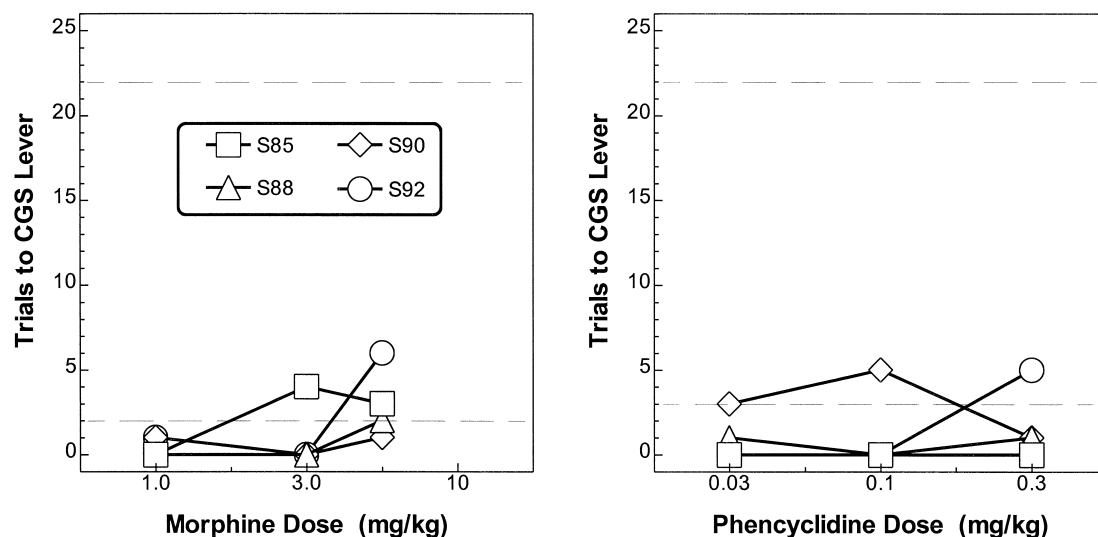 25
20
15
10
5
0
Trials to CGS Lever
S85 S90
S88 S92
1.0 3.0 10
Morphine Dose (mg/kg)
25
20
15
10
5
0
Trials to CGS Lever
0.03 0.1 0.3
Phencyclidine Dose (mg/kg)